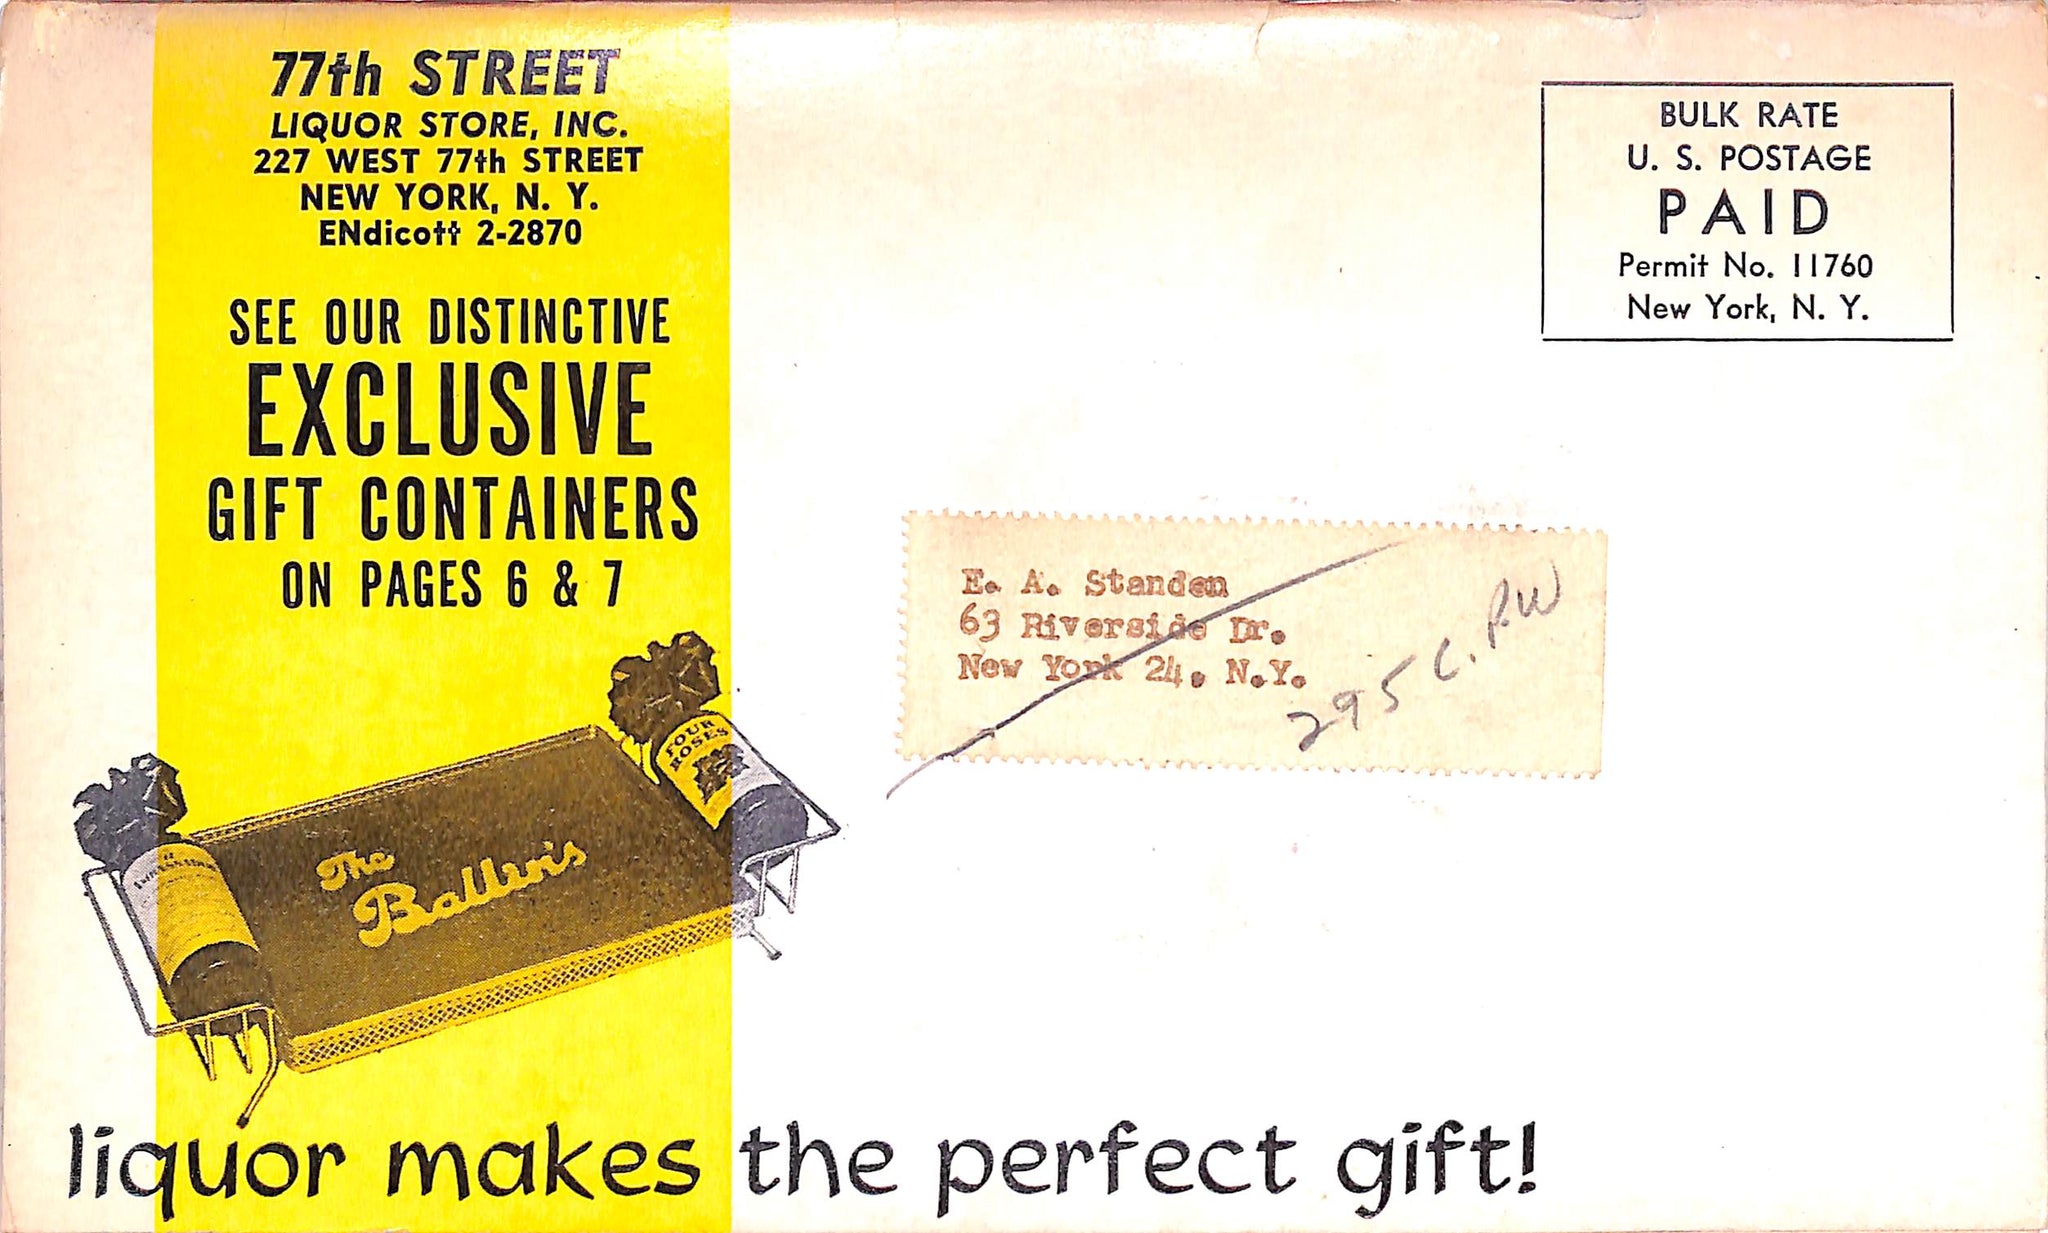 77th STREET
LIQUOR STORE, INC.
227 WEST 77th STREET
NEW YORK, N. Y.
ENdicott 2-2870
SEE OUR DISTINCTIVE
EXCLUSIVE
GIFT CONTAINERS
ON PAGES 6 & 7
FOUR
ROSES
The
Balleris
liquor makes the perfect gift!
BULK RATE
U. S. POSTAGE
PAID
Permit No. 11760
New York, N. Y.
E. A. Standen
63 Riverside Dr.
New York 24. N.Y.
295 C.P.W